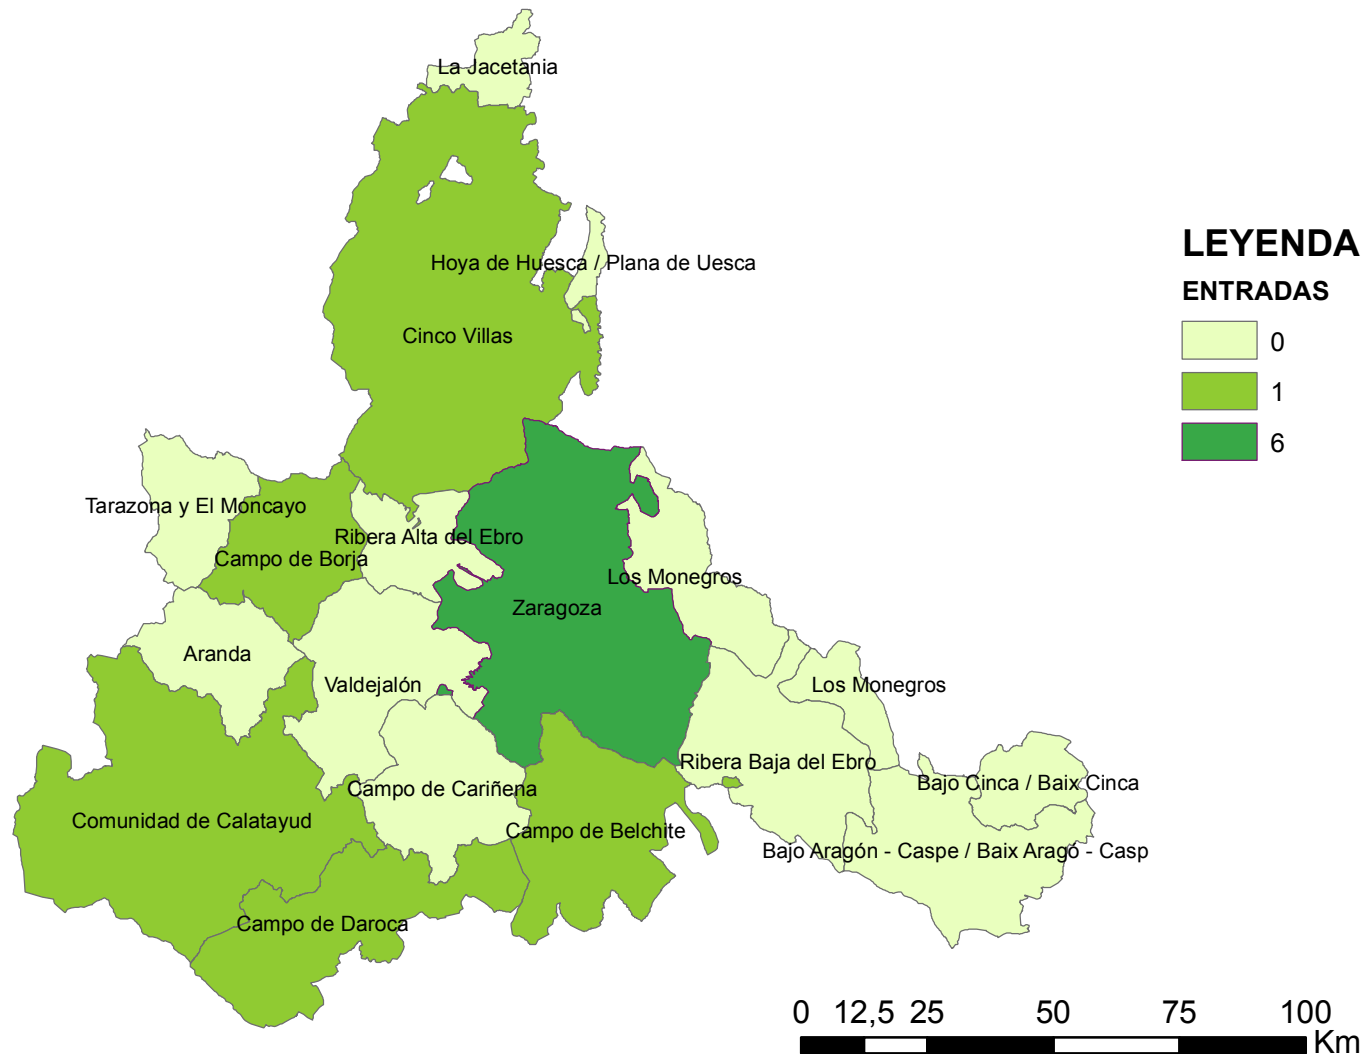 La Jacetania
LEYENDA
ENTRADAS
0
1
6
Hoya de Huesca / Plana de Uesca
Cinco Villas
Tarazona y El Moncayo
Ribera Alta del Ebro
Campo de Borja
Los Monegros
Zaragoza
Aranda
Valdejalón
Los Monegros
Ribera Baja del Ebro
Bajo Cinca / Baix Cinca
Campo de Cariñena
Comunidad de Calatayud
Campo de Belchite
Bajo Aragón - Caspe / Baix Aragó - Casp
Campo de Daroca
0 12,5 25 50 75 100
Km